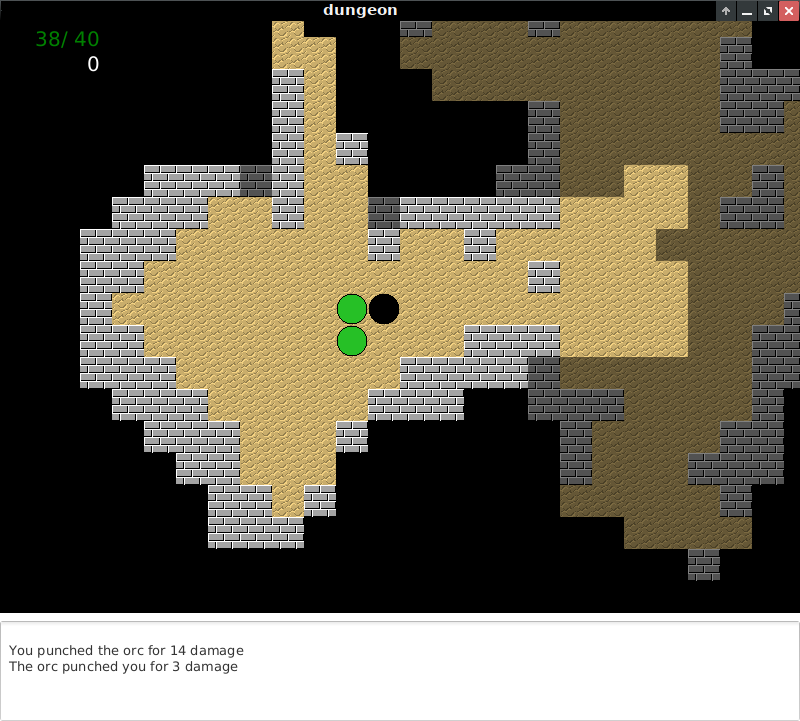 dungeon
38/ 40
0
You punched the orc for 14 damage
The orc punched you for 3 damage